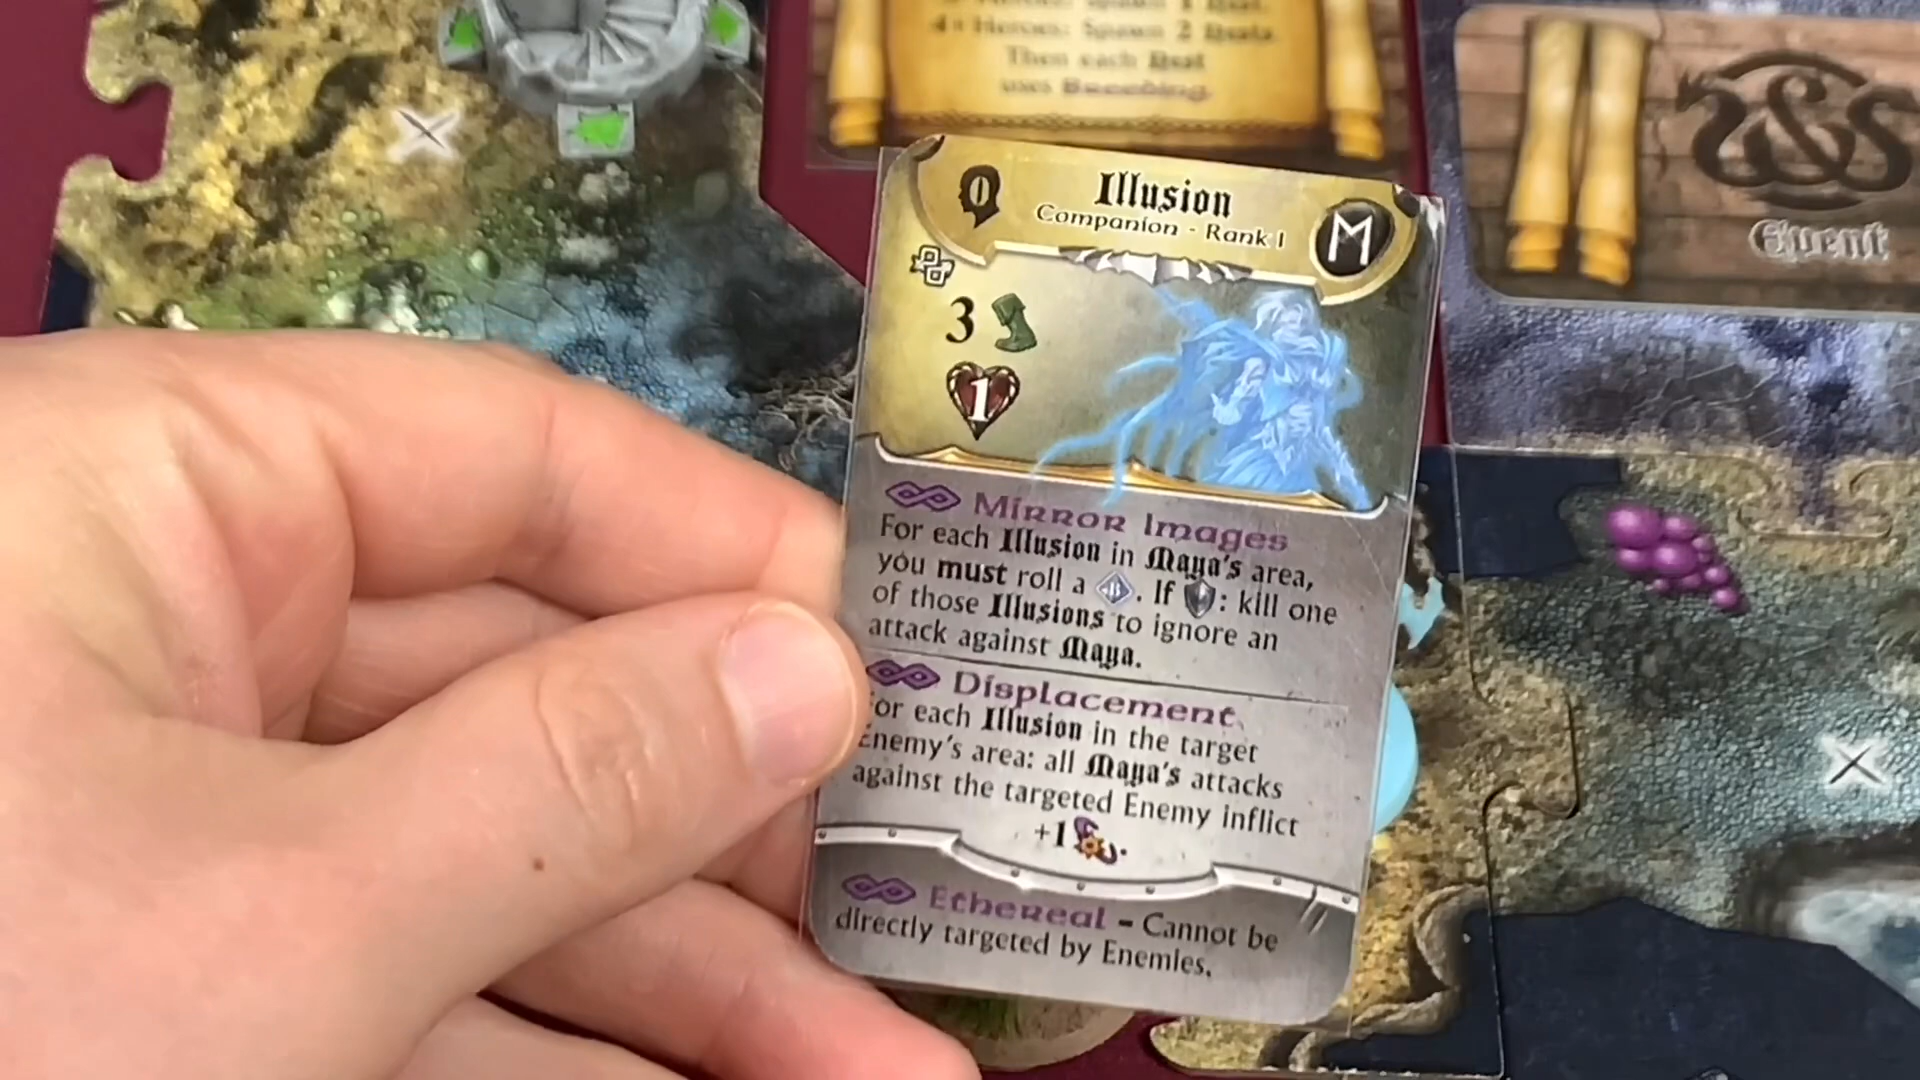 4+ Heroes: Spawn 2 Rats.
Then each Rat
uses
Event
0
Illusion
Companion - Rank 1
3
1
Mirror Images
For each Illusion in Maya's area,
you must roll a . If : kill one
of those Illusions to ignore an
attack against Maya.
Displacement
For each Illusion in the target
Enemy's area: all Maya's attacks
against the targeted Enemy inflict
+1 .
Ethereal – Cannot be
directly targeted by Enemies.